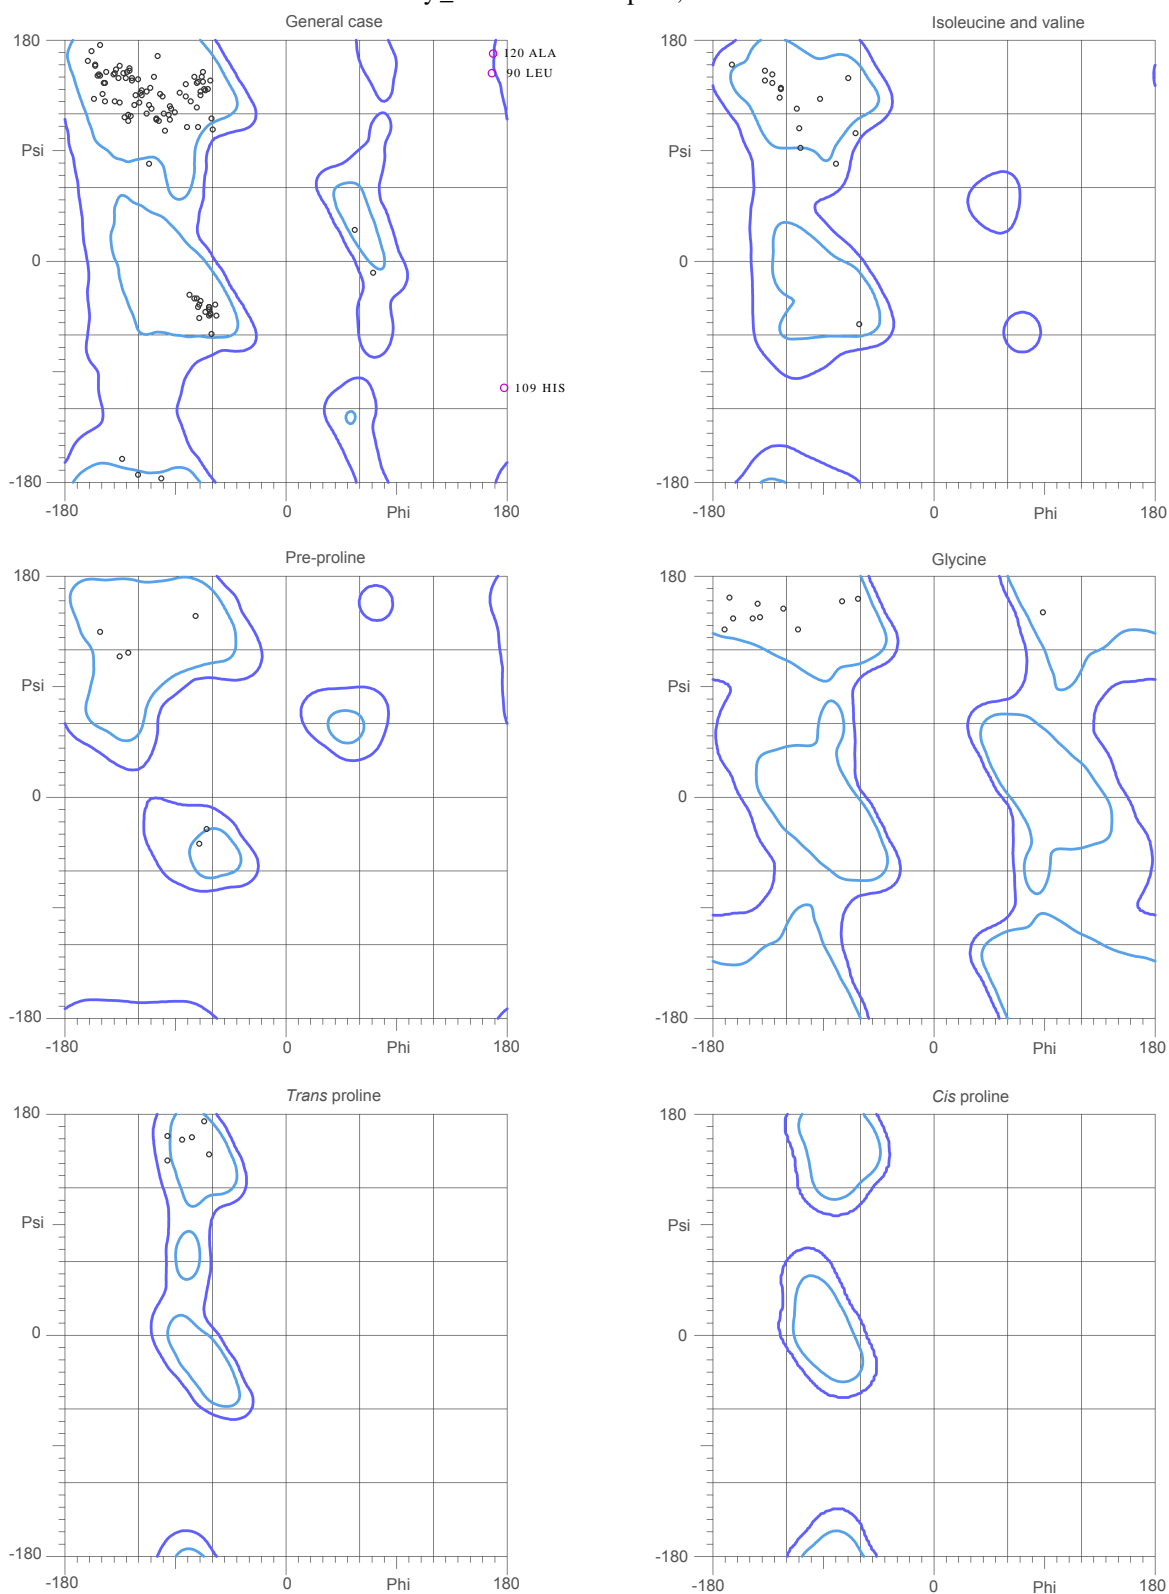 General case
Isoleucine and valine
180
120 ALA
90 LEU
Psi
0
109 HIS
-180
-180
0
Phi
180
180
Psi
0
-180
-180
0
Phi
180
Pre-proline
Glycine
180
Psi
0
-180
-180
0
Phi
180
180
Psi
0
-180
-180
0
Phi
180
Trans proline
Cis proline
180
Psi
0
-180
-180
0
Phi
180
180
Psi
0
-180
-180
0
Phi
180